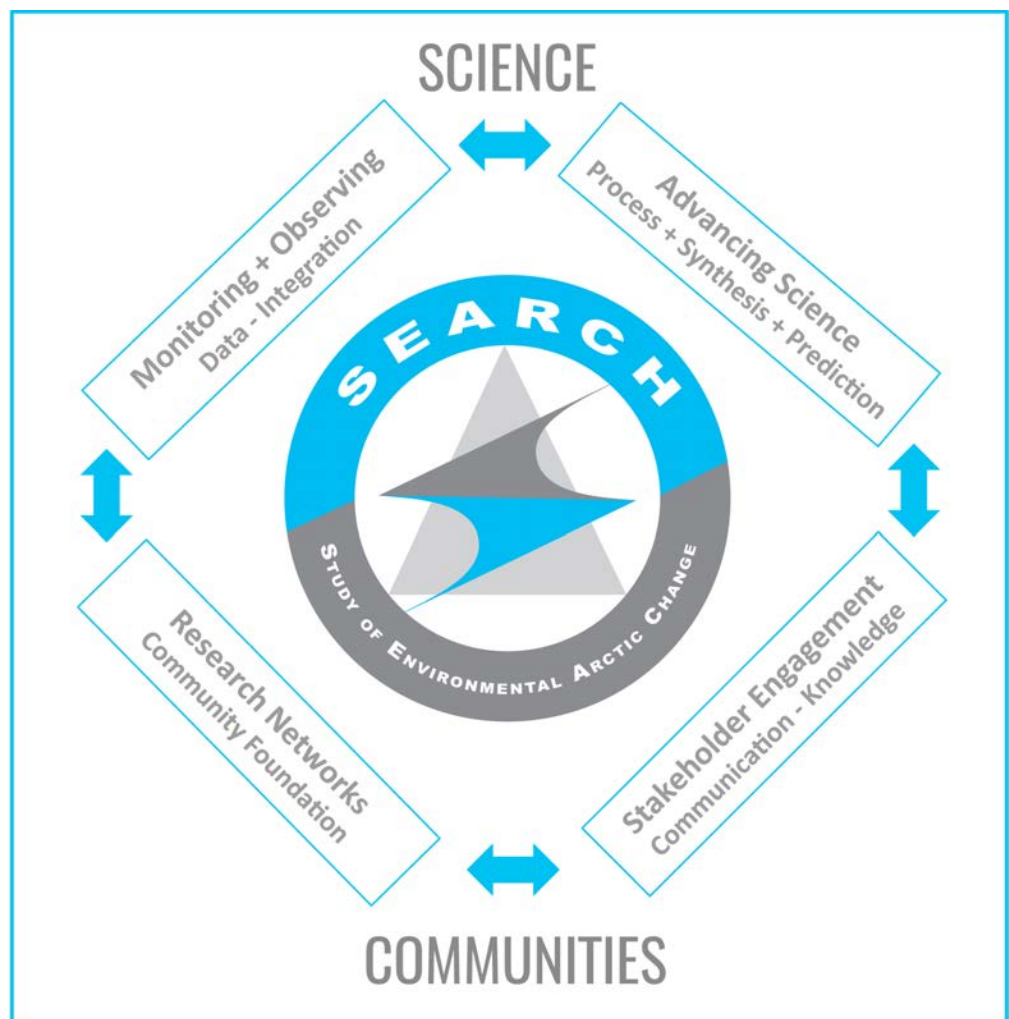 SCIENCE
Monitoring + Observing
Data - Integration
Advancing Science
Process + Synthesis + Prediction
SEARCH
STUDY OF ENVIRONMENTAL ARCTIC CHANGE
Research Networks
Community Foundation
Stakeholder Engagement
Communication - Knowledge
COMMUNITIES